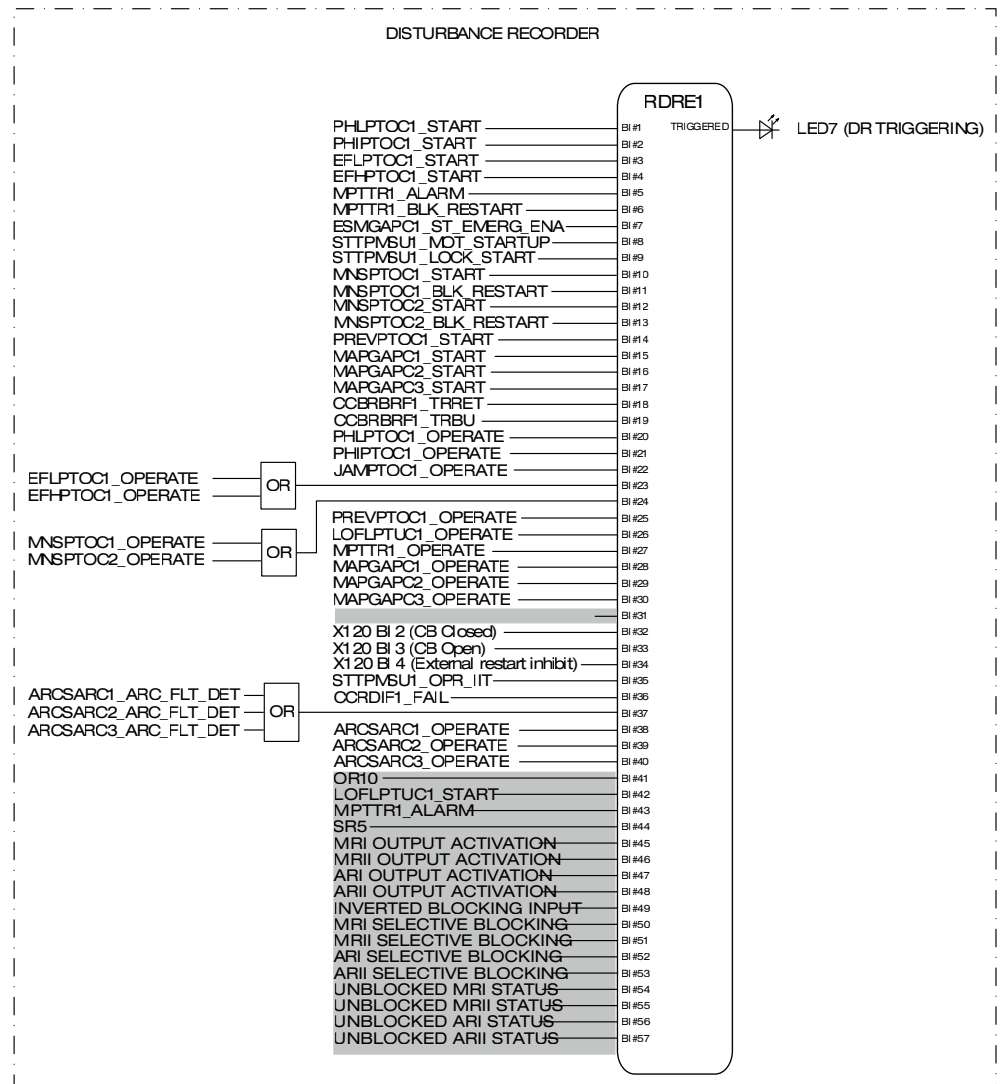 DISTURBANCE RECORDER
RDRE1
TRIGGERED
LED7 (DR TRIGGERING)
PHLPTOC1_START BI#1
PHIPTOC1_START BI#2
EFLPTOC1_START BI#3
EFHPTOC1_START BI#4
MPTTR1_ALARM BI#5
MPTTR1_BLK_RESTART BI#6
ESMGAPC1_ST_EMERG_ENA BI#7
STTPMSU1_MOT_STARTUP BI#8
STTPMSU1_LOCK_START BI#9
MNSPTOC1_START BI#10
MNSPTOC1_BLK_RESTART BI#11
MNSPTOC2_START BI#12
MNSPTOC2_BLK_RESTART BI#13
PREVPTOC1_START BI#14
MAPGAPC1_START BI#15
MAPGAPC2_START BI#16
MAPGAPC3_START BI#17
CCBRBRF1_TRRET BI#18
CCBRBRF1_TRBU BI#19
PHLPTOC1_OPERATE BI#20
PHIPTOC1_OPERATE BI#21
JAMPTOC1_OPERATE BI#22
EFLPTOC1_OPERATE
EFHPTOC1_OPERATE
OR
BI#23
BI#24
MNSPTOC1_OPERATE
MNSPTOC2_OPERATE
OR
PREVPTOC1_OPERATE BI#25
LOFLPTUC1_OPERATE BI#26
MPTTR1_OPERATE BI#27
MAPGAPC1_OPERATE BI#28
MAPGAPC2_OPERATE BI#29
MAPGAPC3_OPERATE BI#30
BI#31
X120 BI 2 (CB Closed) BI#32
X120 BI 3 (CB Open) BI#33
X120 BI 4 (External restart inhibit) BI#34
STTPMSU1_OPR_IIT BI#35
CCRDIF1_FAIL BI#36
ARCSARC1_ARC_FLT_DET
ARCSARC2_ARC_FLT_DET
ARCSARC3_ARC_FLT_DET
OR
BI#37
ARCSARC1_OPERATE BI#38
ARCSARC2_OPERATE BI#39
ARCSARC3_OPERATE BI#40
OR10 BI#41
LOFLPTUC1_START BI#42
MPTTR1_ALARM BI#43
SR5 BI#44
MRI OUTPUT ACTIVATION BI#45
MRII OUTPUT ACTIVATION BI#46
ARI OUTPUT ACTIVATION BI#47
ARII OUTPUT ACTIVATION BI#48
INVERTED BLOCKING INPUT BI#49
MRI SELECTIVE BLOCKING BI#50
MRII SELECTIVE BLOCKING BI#51
ARI SELECTIVE BLOCKING BI#52
ARII SELECTIVE BLOCKING BI#53
UNBLOCKED MRI STATUS BI#54
UNBLOCKED MRII STATUS BI#55
UNBLOCKED ARI STATUS BI#56
UNBLOCKED ARII STATUS BI#57